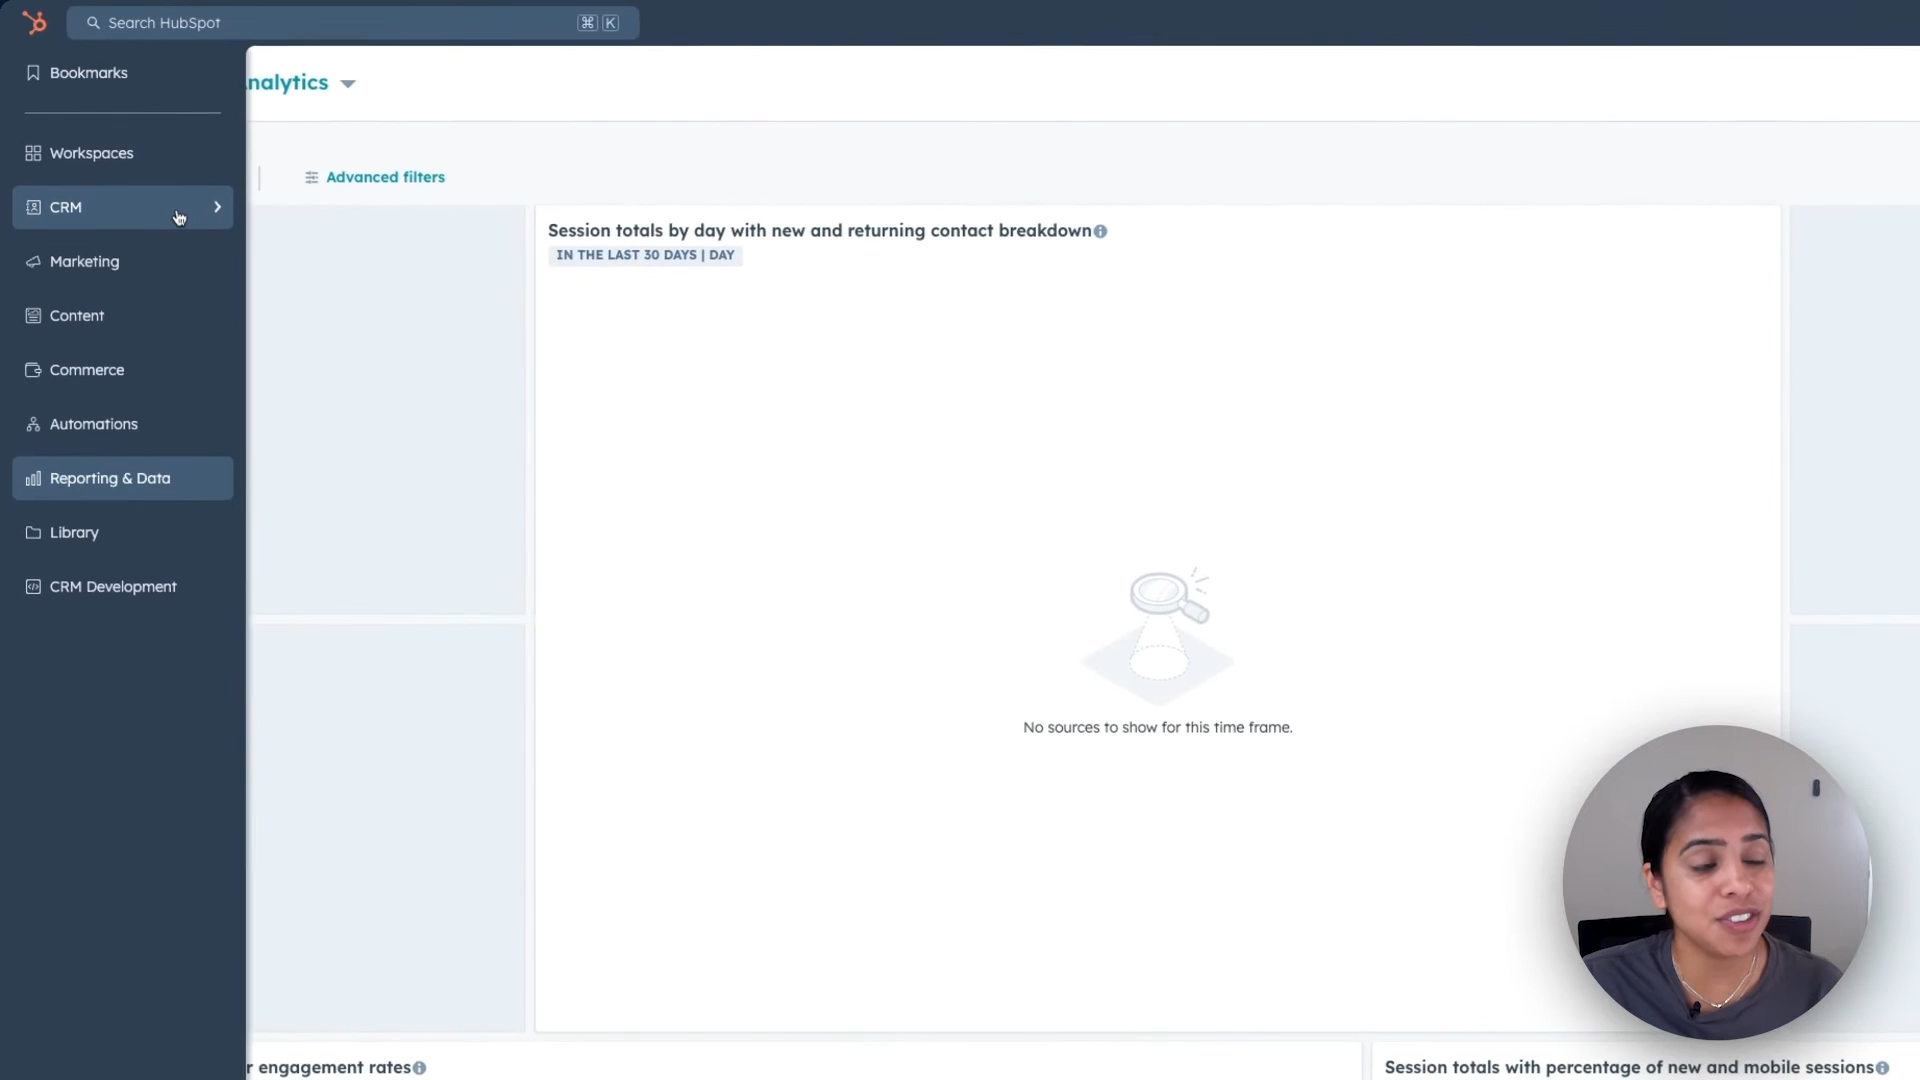 Search HubSpot
⌘ K
Bookmarks
nalytics
Workspaces
Advanced filters
CRM
Session totals by day with new and returning contact breakdown
IN THE LAST 30 DAYS | DAY
Marketing
Content
Commerce
Automations
Reporting & Data
Library
CRM Development
No sources to show for this time frame.
r engagement rates
Session totals with percentage of new and mobile sessions